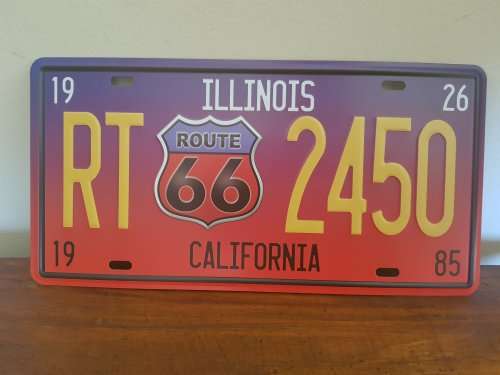 19 ILLINOIS 26
RT ROUTE 66 2450
19 CALIFORNIA 85